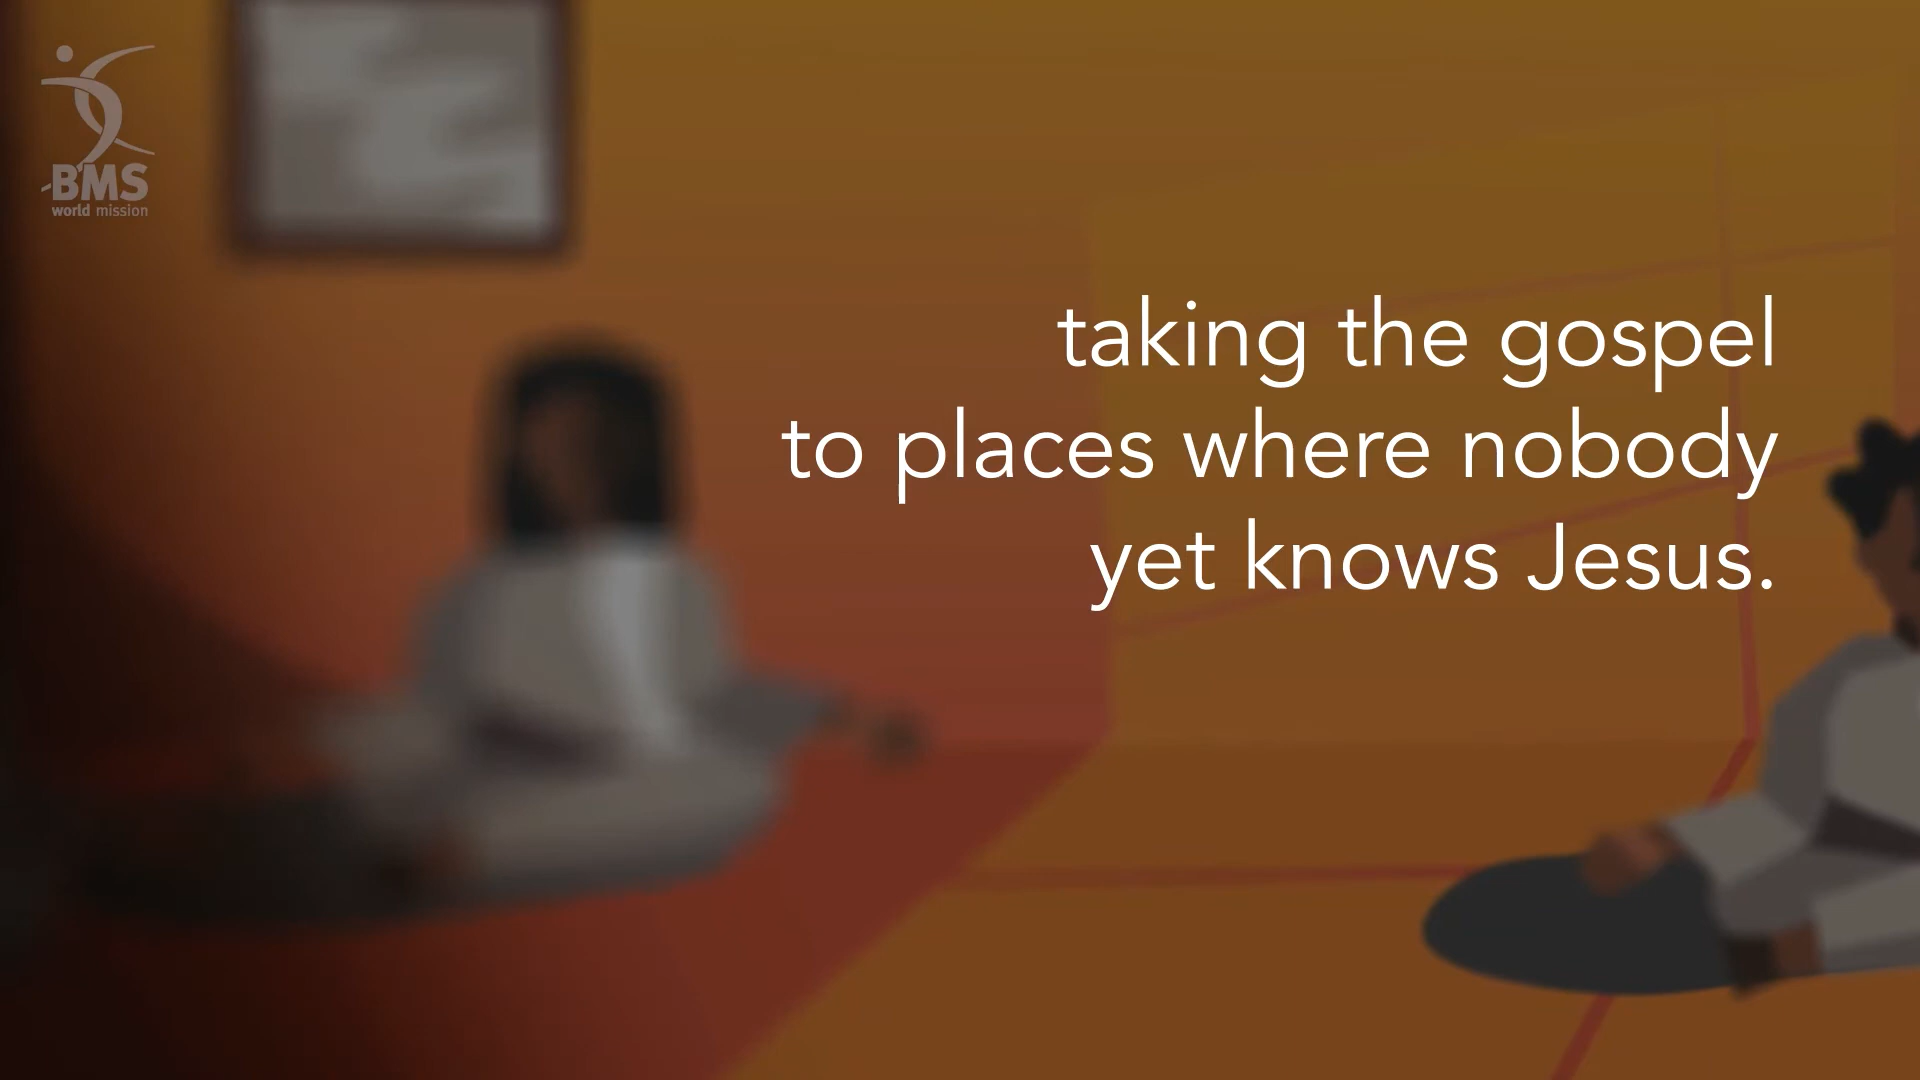 BMS
world mission
taking the gospel
to places where nobody
yet knows Jesus.